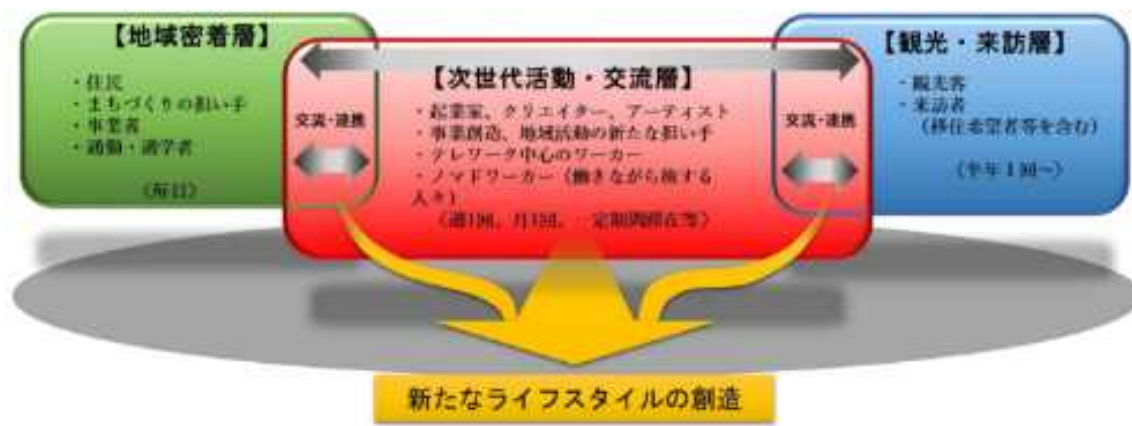 【地域密着層】
・住民
・まちづくりの担い手
・事業者
・通勤・通学者
（毎日）
交流・連携
【次世代活動・交流層】
・起業家、クリエイター、アーティスト
・事業創造、地域活動の新たな担い手
・テレワーク中心のワーカー
・ノマドワーカー（働きながら旅する
人々）
（週1回、月1回、一定期間滞在等）
交流・連携
【観光・来訪層】
・観光客
・来訪者
（移住希望者等を含む）
（半年１回～）
新たなライフスタイルの創造